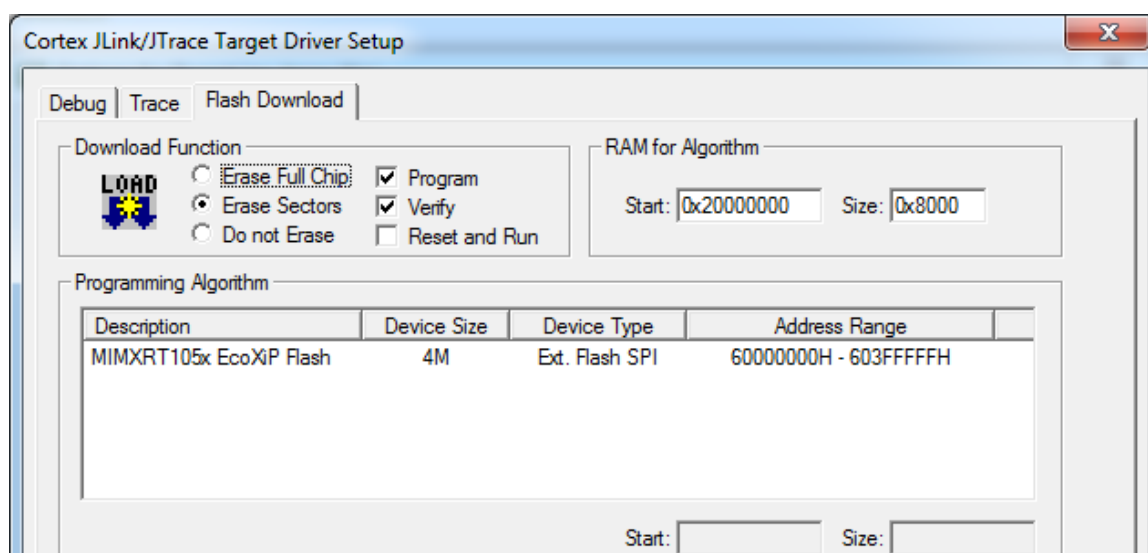 Cortex JLink/JTrace Target Driver Setup
Debug Trace Flash Download
Download Function
LOAD
Erase Full Chip
Erase Sectors
Do not Erase
Program
Verify
Reset and Run
RAM for Algorithm
Start: 0x20000000 Size: 0x8000
Programming Algorithm
Description Device Size Device Type Address Range
MIMXRT105x EcoXiP Flash 4M Ext. Flash SPI 60000000H - 603FFFFFH
Start: Size: